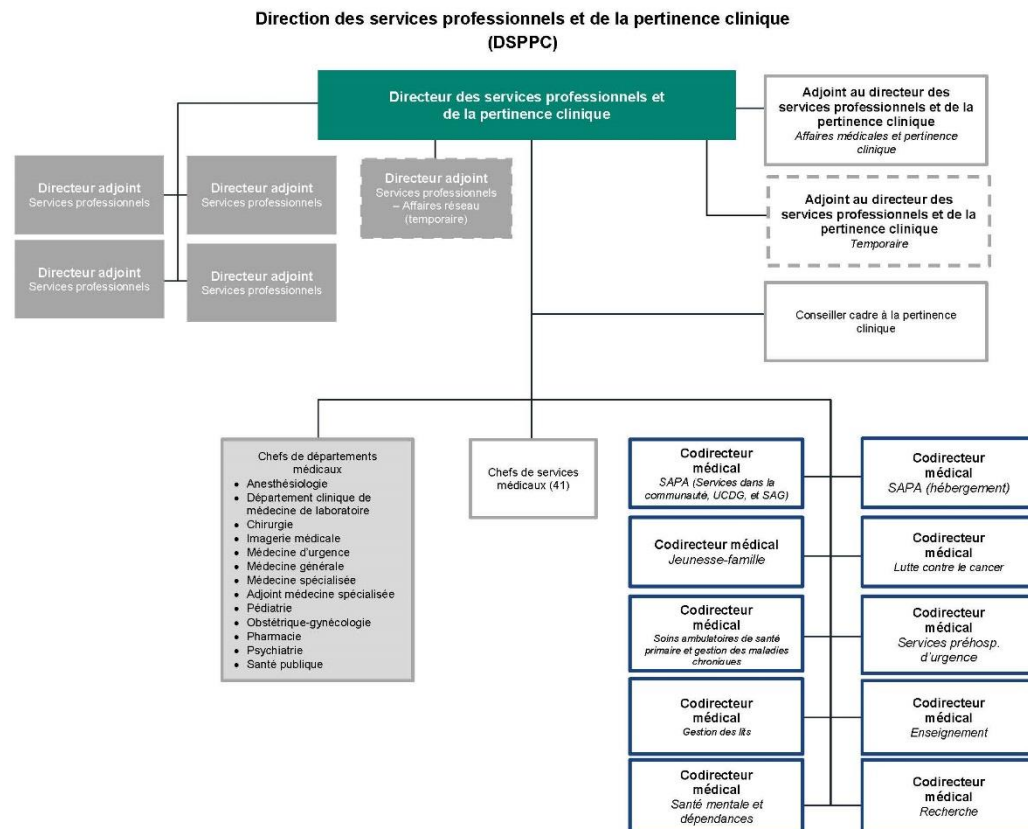 Direction des services professionnels et de la pertinence clinique
(DSPPC)
Directeur des services professionnels et
de la pertinence clinique
Adjoint au directeur des
services professionnels et de la
pertinence clinique
Affaires médicales et pertinence
clinique
Directeur adjoint
Services professionnels
Directeur adjoint
Services professionnels
Directeur adjoint
Services professionnels
– Affaires réseau
(temporaire)
Adjoint au directeur des
services professionnels et de la
pertinence clinique
Temporaire
Directeur adjoint
Services professionnels
Directeur adjoint
Services professionnels
Conseiller cadre à la pertinence
clinique
Chefs de départements
médicaux
• Anesthésiologie
• Département clinique de
médecine de laboratoire
• Chirurgie
• Imagerie médicale
• Médecine d'urgence
• Médecine générale
• Médecine spécialisée
• Adjoint médecine spécialisée
• Pédiatrie
• Obstétrique-gynécologie
• Pharmacie
• Psychiatrie
• Santé publique
Chefs de services
médicaux (41)
Codirecteur
médical
SAPA (Services dans la
communauté, UCDG, et SAG)
Codirecteur
médical
SAPA (hébergement)
Codirecteur médical
Jeunesse-famille
Codirecteur
médical
Lutte contre le cancer
Codirecteur
médical
Soins ambulatoires de santé
primaire et gestion des maladies
chroniques
Codirecteur
médical
Services préhosp.
d'urgence
Codirecteur
médical
Gestion des lits
Codirecteur
médical
Enseignement
Codirecteur
médical
Santé mentale et
dépendances
Codirecteur
médical
Recherche